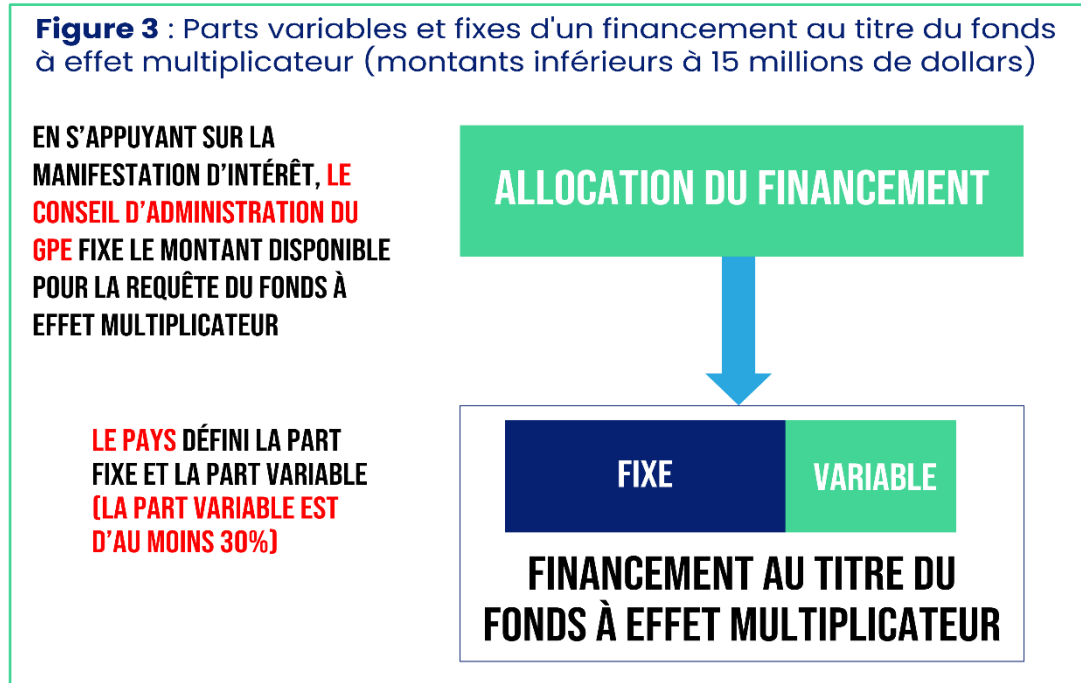 Figure 3 : Parts variables et fixes d'un financement au titre du fonds
à effet multiplicateur (montants inférieurs à 15 millions de dollars)
EN S’APPUYANT SUR LA
MANIFESTATION D’INTÉRÊT, LE
CONSEIL D’ADMINISTRATION DU
GPE FIXE LE MONTANT DISPONIBLE
POUR LA REQUÊTE DU FONDS À
EFFET MULTIPLICATEUR
ALLOCATION DU FINANCEMENT
LE PAYS DÉFINI LA PART
FIXE ET LA PART VARIABLE
(LA PART VARIABLE EST
D’AU MOINS 30%)
FIXE
VARIABLE
FINANCEMENT AU TITRE DU
FONDS À EFFET MULTIPLICATEUR